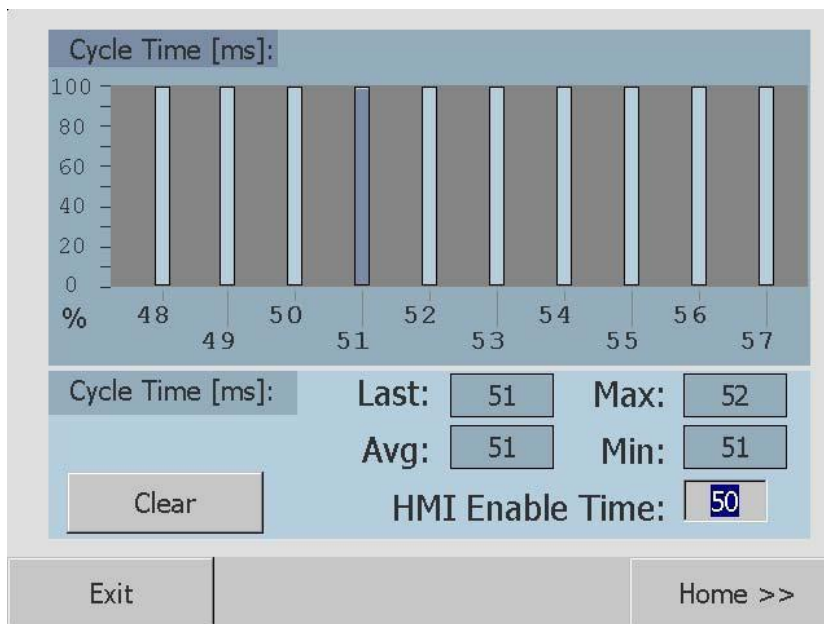 Cycle Time [ms]:
100
80
60
40
20
0
% 48 50 52 54 56
49 51 53 55 57
Cycle Time [ms]: Last: 51 Max: 52
Avg: 51 Min: 51
Clear HMI Enable Time: 50
Exit Home >>